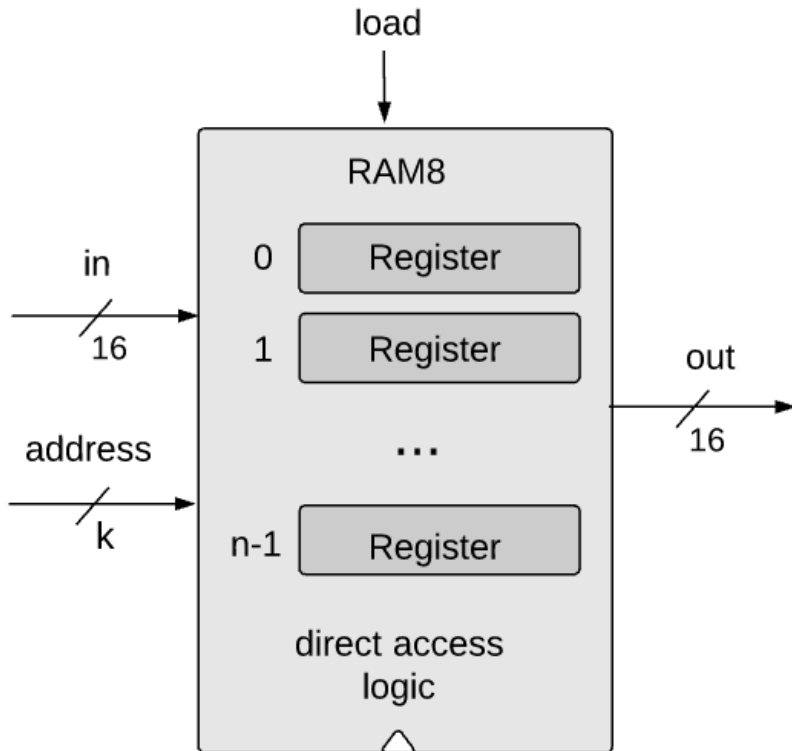 load
RAM8
0
Register
in
16
1
Register
out
16
...
address
k
n-1
Register
direct access
logic